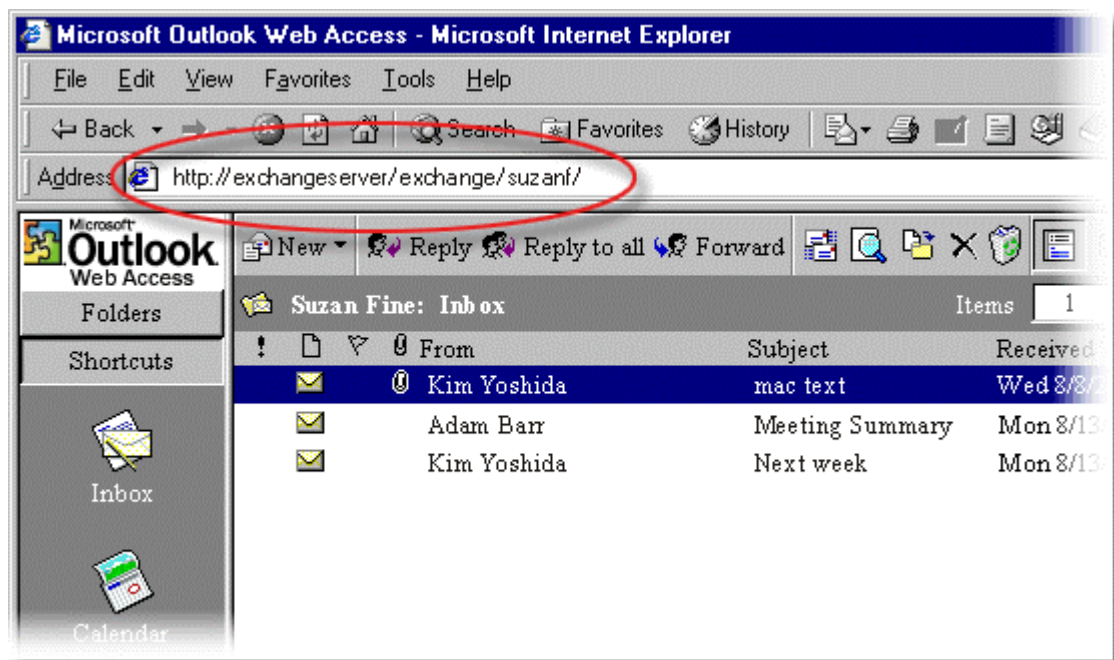 Microsoft Outlook Web Access - Microsoft Internet Explorer
File Edit View Favorites Tools Help
Back Search Favorites History
Address http://exchangeserver/exchange/suzanf/
Microsoft
Outlook
Web Access
New Reply Reply to all Forward
Folders
Suzan Fine: Inbox Items 1
Shortcuts
! From Subject Received
Kim Yoshida mac text Wed 8/8/
Adam Barr Meeting Summary Mon 8/13
Kim Yoshida Next week Mon 8/13
Inbox
Calendar